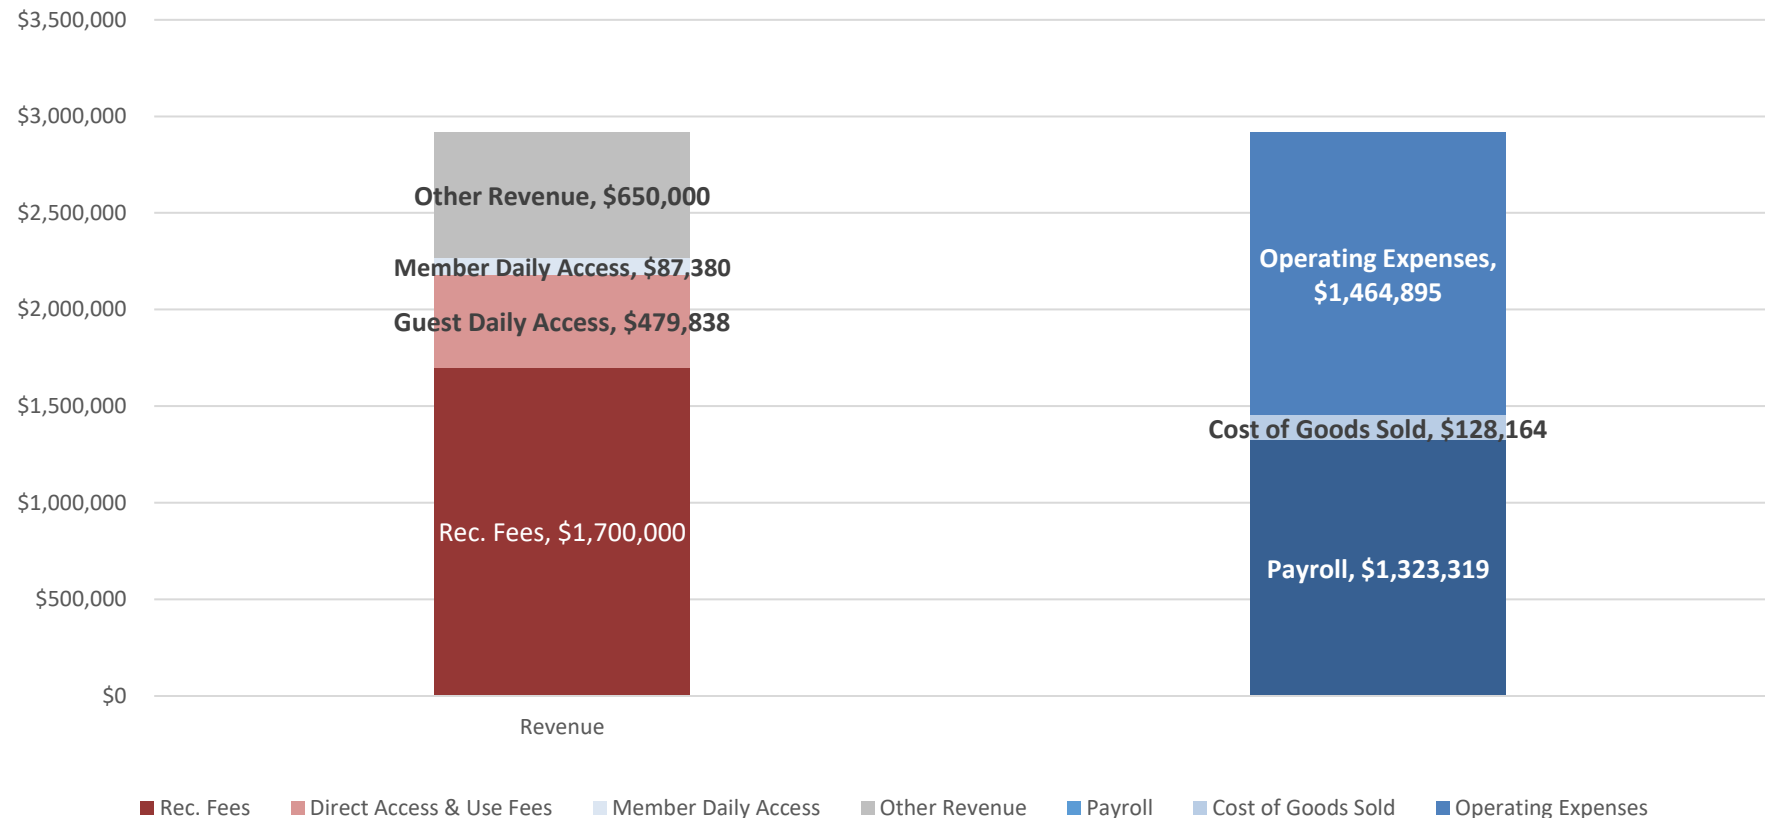 $3,500,000
$3,000,000
$2,500,000
$2,000,000
$1,500,000
$1,000,000
$500,000
$0
Other Revenue, $650,000
Member Daily Access, $87,380
Guest Daily Access, $479,838
Rec. Fees, $1,700,000
Operating Expenses,
$1,464,895
Cost of Goods Sold, $128,164
Payroll, $1,323,319
Revenue
Rec. Fees
Direct Access & Use Fees
Member Daily Access
Other Revenue
Payroll
Cost of Goods Sold
Operating Expenses